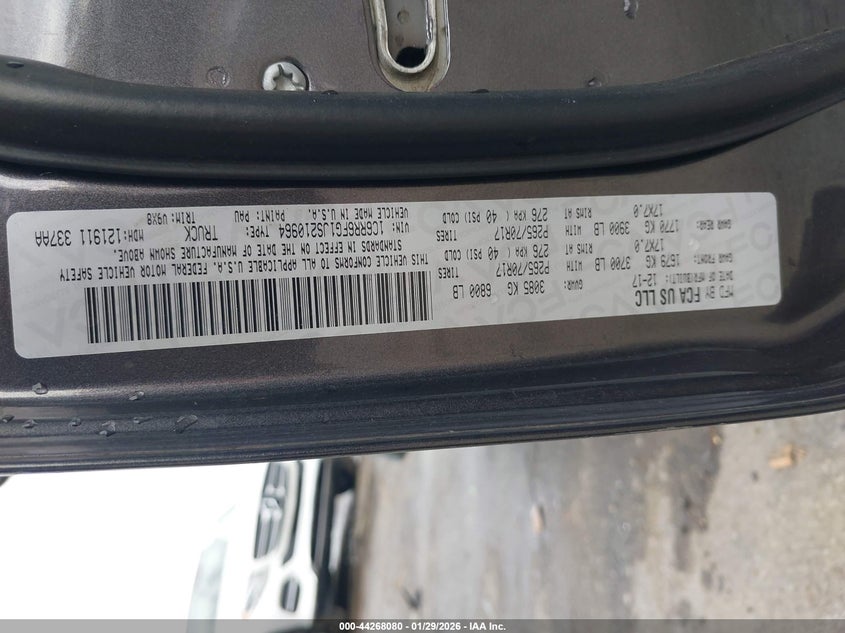 MFD BY FCA US LLC
DATE OF MFR/BUILT: 12-17
GVWR: 3085 KG 6800 LB
GAWR FRONT: 1679 KG 3700 LB WITH TIRES P265/70R17 RIMS AT 17X7.0 276 KPA ( 40 PSI) COLD
GAWR REAR: 1770 KG 3900 LB WITH TIRES P265/70R17 RIMS AT 17X7.0 276 KPA ( 40 PSI) COLD
THIS VEHICLE CONFORMS TO ALL APPLICABLE U.S.A. FEDERAL MOTOR VEHICLE SAFETY
STANDARDS IN EFFECT ON THE DATE OF MANUFACTURE SHOWN ABOVE.
VIN: 1C6RR6FG1JS210964 TYPE: TRUCK MDH:121911 337AA
VEHICLE MADE IN U.S.A. PAINT: PAU TRIM: V9X8
000-44268080 - 01/29/2026 - IAA Inc.